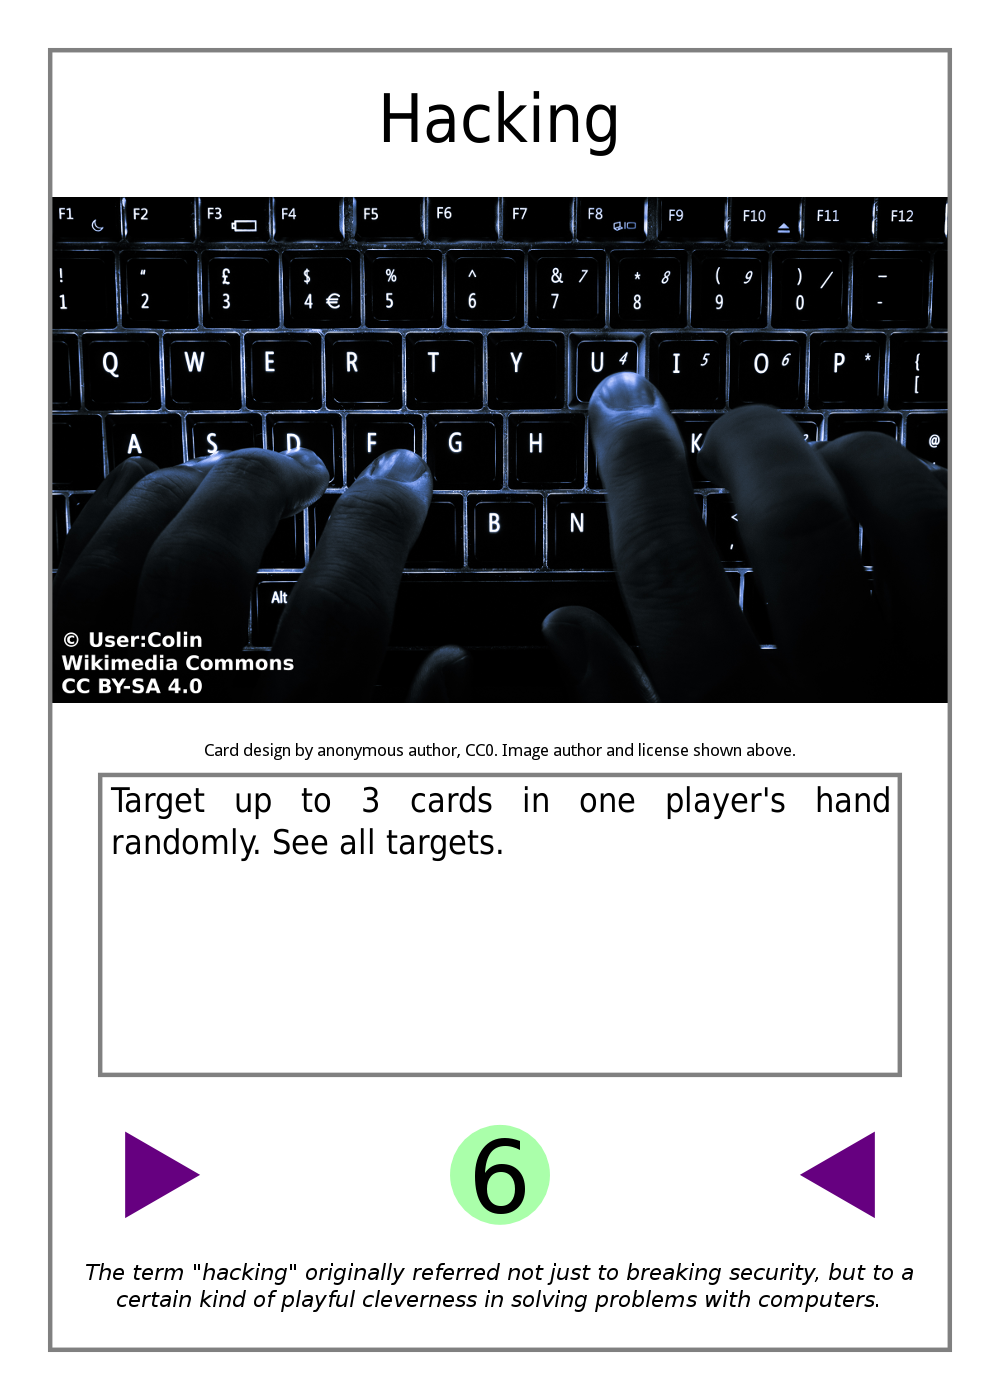 Hacking
F1 F2 F3 F4 F5 F6 F7 F8 F9 F10 F11 F12
! " £ $ % ^ & 7 * 8 ( 9 ) / _
1 2 3 4 € 5 6 7 8 9 0 -
Q W E R T Y U 4 I 5 O 6 P * {
[
A S D F G H K @
B N <
,
Alt
© User:Colin
Wikimedia Commons
CC BY-SA 4.0
Card design by anonymous author, CC0. Image author and license shown above.
Target up to 3 cards in one player's hand
randomly. See all targets.
6
The term "hacking" originally referred not just to breaking security, but to a
certain kind of playful cleverness in solving problems with computers.